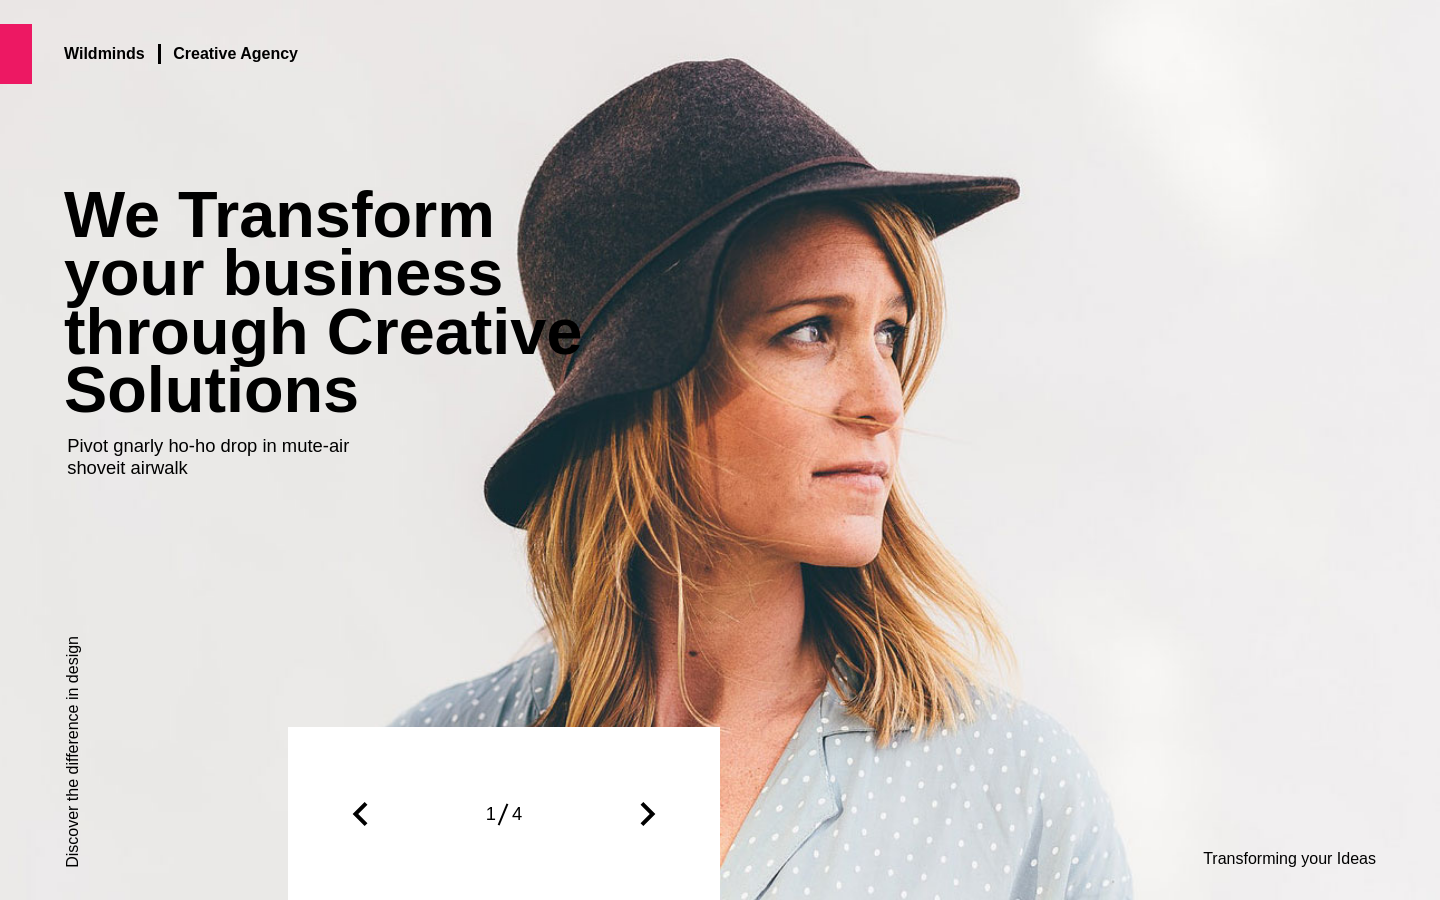 Wildminds | Creative Agency
We Transform
your business
through Creative
Solutions
Pivot gnarly ho-ho drop in mute-air
shoveit airwalk
Discover the difference in design
1/4
Transforming your Ideas